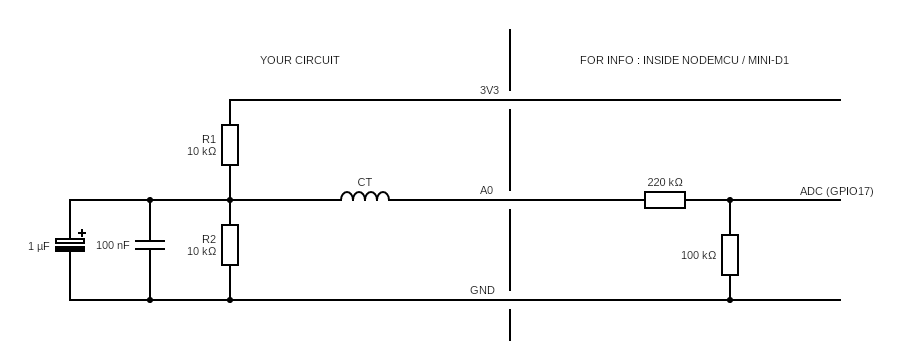 YOUR CIRCUIT
FOR INFO : INSIDE NODEMCU / MINI-D1
3V3
R1
10 kΩ
CT
A0
220 kΩ
ADC (GPIO17)
+
1 µF
100 nF
R2
10 kΩ
100 kΩ
GND